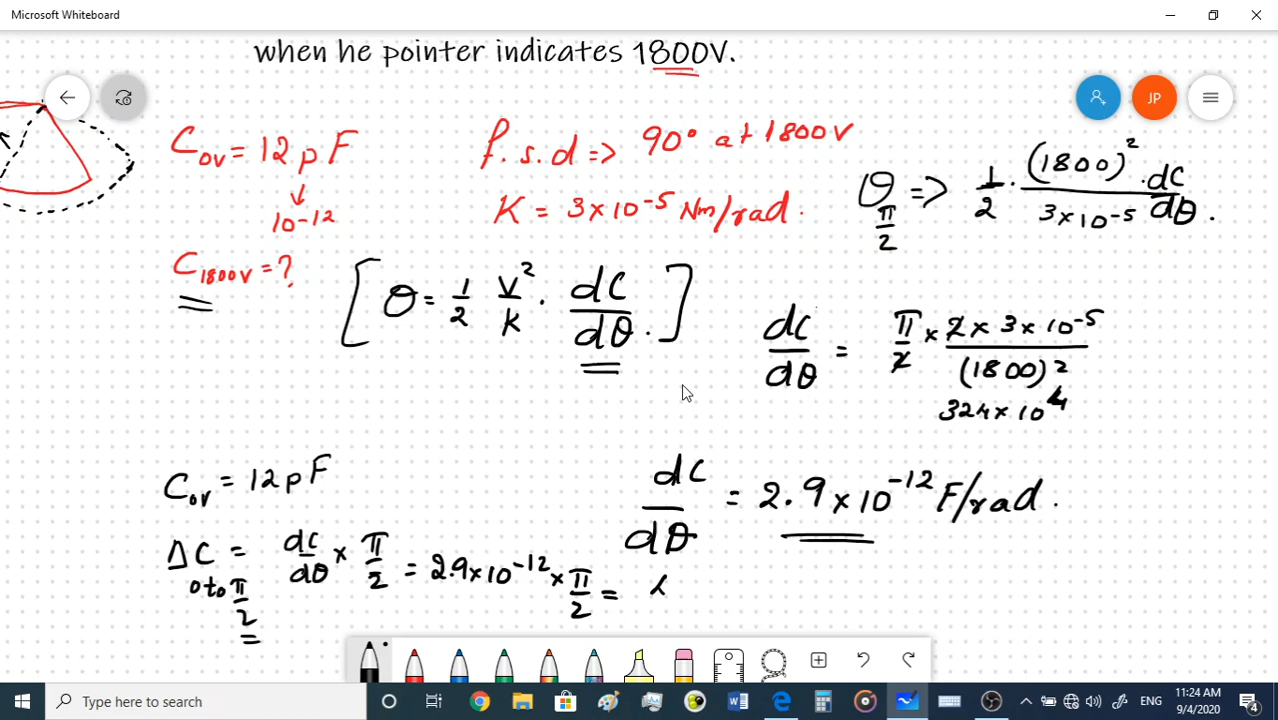 Microsoft Whiteboard
when he pointer indicates 1800V.
JP
C0V = 12 p F
↓
10-12
f.s.d => 90° at 1800V
K = 3×10^-5 Nm/rad.
θ π/2 => 1/2 · (1800)^2 / 3×10^-5 · dC/dθ.
C1800V = ?
[ θ = 1/2 V^2/K · dC/dθ. ]
dC/dθ = π/2 × 2×3×10^-5 / (1800)^2
324×10^4
C0V = 12 p F
dC/dθ = 2.9×10^-12 F/rad.
ΔC 0 to π/2 = dC/dθ × π/2 = 2.9×10^-12 × π/2 =
Type here to search
ENG
11:24 AM
9/4/2020
4